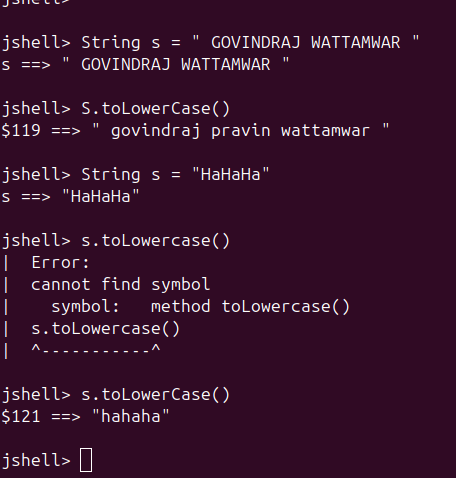 jshell>
jshell> String s = " GOVINDRAJ WATTAMWAR "
s ==> " GOVINDRAJ WATTAMWAR "
jshell> S.toLowerCase()
$119 ==> " govindraj pravin wattamwar "
jshell> String s = "HaHaHa"
s ==> "HaHaHa"
jshell> s.toLowercase()
|  Error:
|  cannot find symbol
|    symbol:   method toLowercase()
|  s.toLowercase()
|  ^-----------^
jshell> s.toLowerCase()
$121 ==> "hahaha"
jshell>